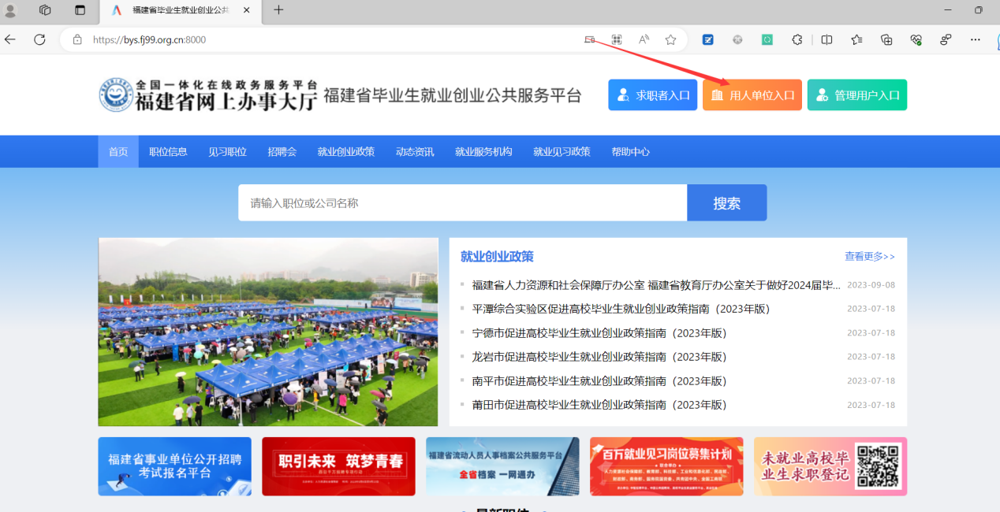 福建省毕业生就业创业公共
https://bys.fj99.org.cn:8000
全国一体化在线政务服务平台
福建省网上办事大厅
福建省毕业生就业创业公共服务平台
求职者入口
用人单位入口
管理用户入口
首页 职位信息 见习职位 招聘会 就业创业政策 动态资讯 就业服务机构 就业见习政策 帮助中心
请输入职位或公司名称
搜索
就业创业政策
查看更多>>
福建省人力资源和社会保障厅办公室 福建省教育厅办公室关于做好2024届毕... 2023-09-08
平潭综合实验区促进高校毕业生就业创业政策指南（2023年版） 2023-07-18
宁德市促进高校毕业生就业创业政策指南（2023年版） 2023-07-18
龙岩市促进高校毕业生就业创业政策指南（2023年版） 2023-07-18
南平市促进高校毕业生就业创业政策指南（2023年版） 2023-07-18
莆田市促进高校毕业生就业创业政策指南（2023年版） 2023-07-18
福建省事业单位公开招聘
考试报名平台
职引未来 筑梦青春
福建省流动人员人事档案公共服务平台
全省档案 一网通办
百万就业见习岗位募集计划
未就业高校毕
业生求职登记
最新职位